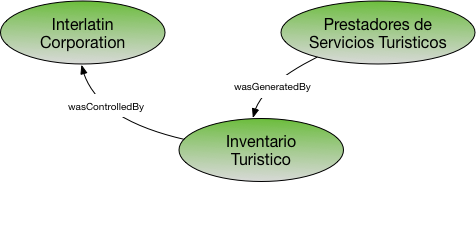 Interlatin
Corporation
Prestadores de
Servicios Turisticos
wasGeneratedBy
wasControlledBy
Inventario
Turistico